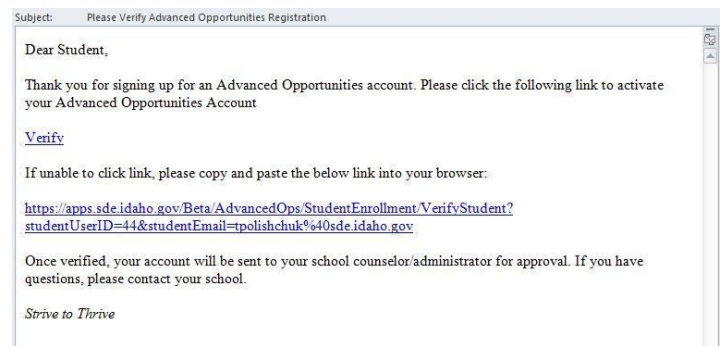 Subject: Please Verify Advanced Opportunities Registration
Dear Student,
Thank you for signing up for an Advanced Opportunities account. Please click the following link to activate
your Advanced Opportunities Account
Verify
If unable to click link, please copy and paste the below link into your browser:
https://apps.sde.idaho.gov/Beta/AdvancedOps/StudentEnrollment/VerifyStudent?
studentUserID=44&studentEmail=tpolishchuk%40sde.idaho.gov
Once verified, your account will be sent to your school counselor/administrator for approval. If you have
questions, please contact your school.
Strive to Thrive